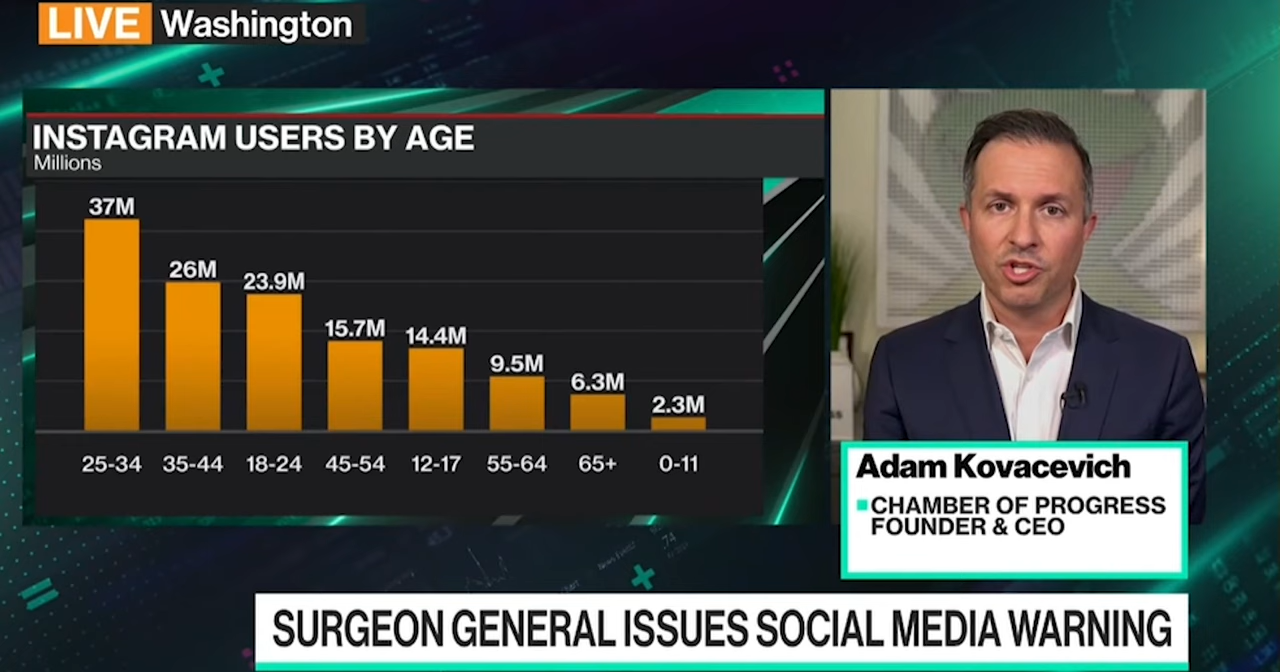 LIVE Washington
INSTAGRAM USERS BY AGE
Millions
37M
26M
23.9M
15.7M
14.4M
9.5M
6.3M
2.3M
25-34 35-44 18-24 45-54 12-17 55-64 65+ 0-11
Adam Kovacevich
CHAMBER OF PROGRESS
FOUNDER & CEO
SURGEON GENERAL ISSUES SOCIAL MEDIA WARNING